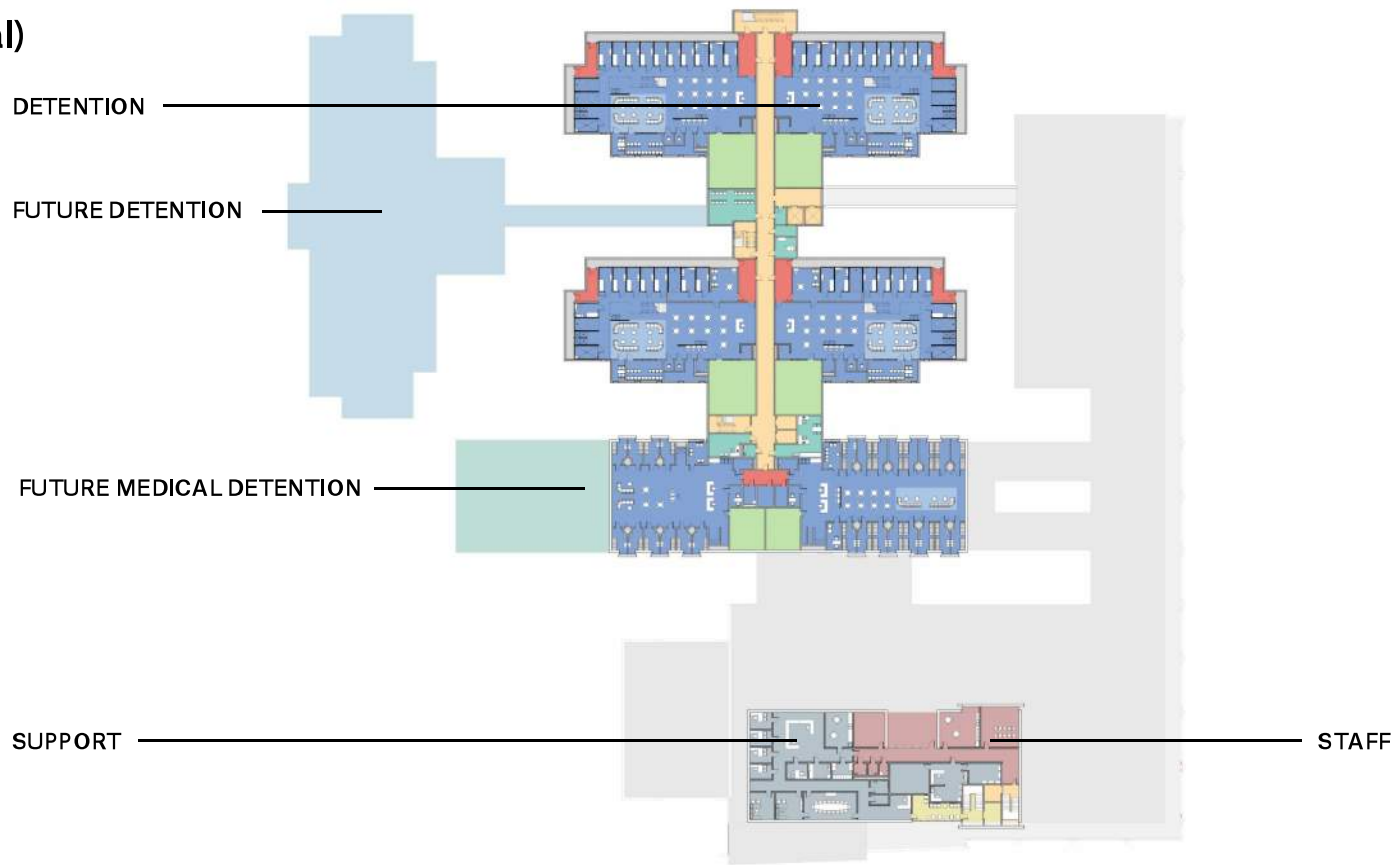 al)
DETENTION
FUTURE DETENTION
FUTURE MEDICAL DETENTION
SUPPORT
STAFF